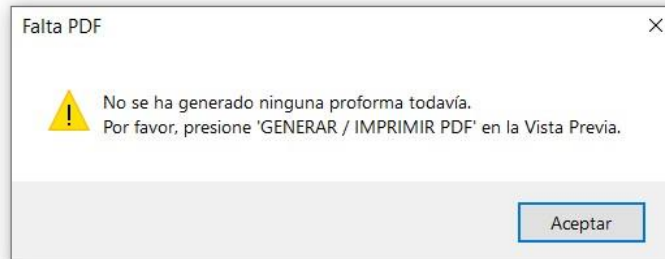 Falta PDF
No se ha generado ninguna proforma todavía.
Por favor, presione 'GENERAR / IMPRIMIR PDF' en la Vista Previa.
Aceptar